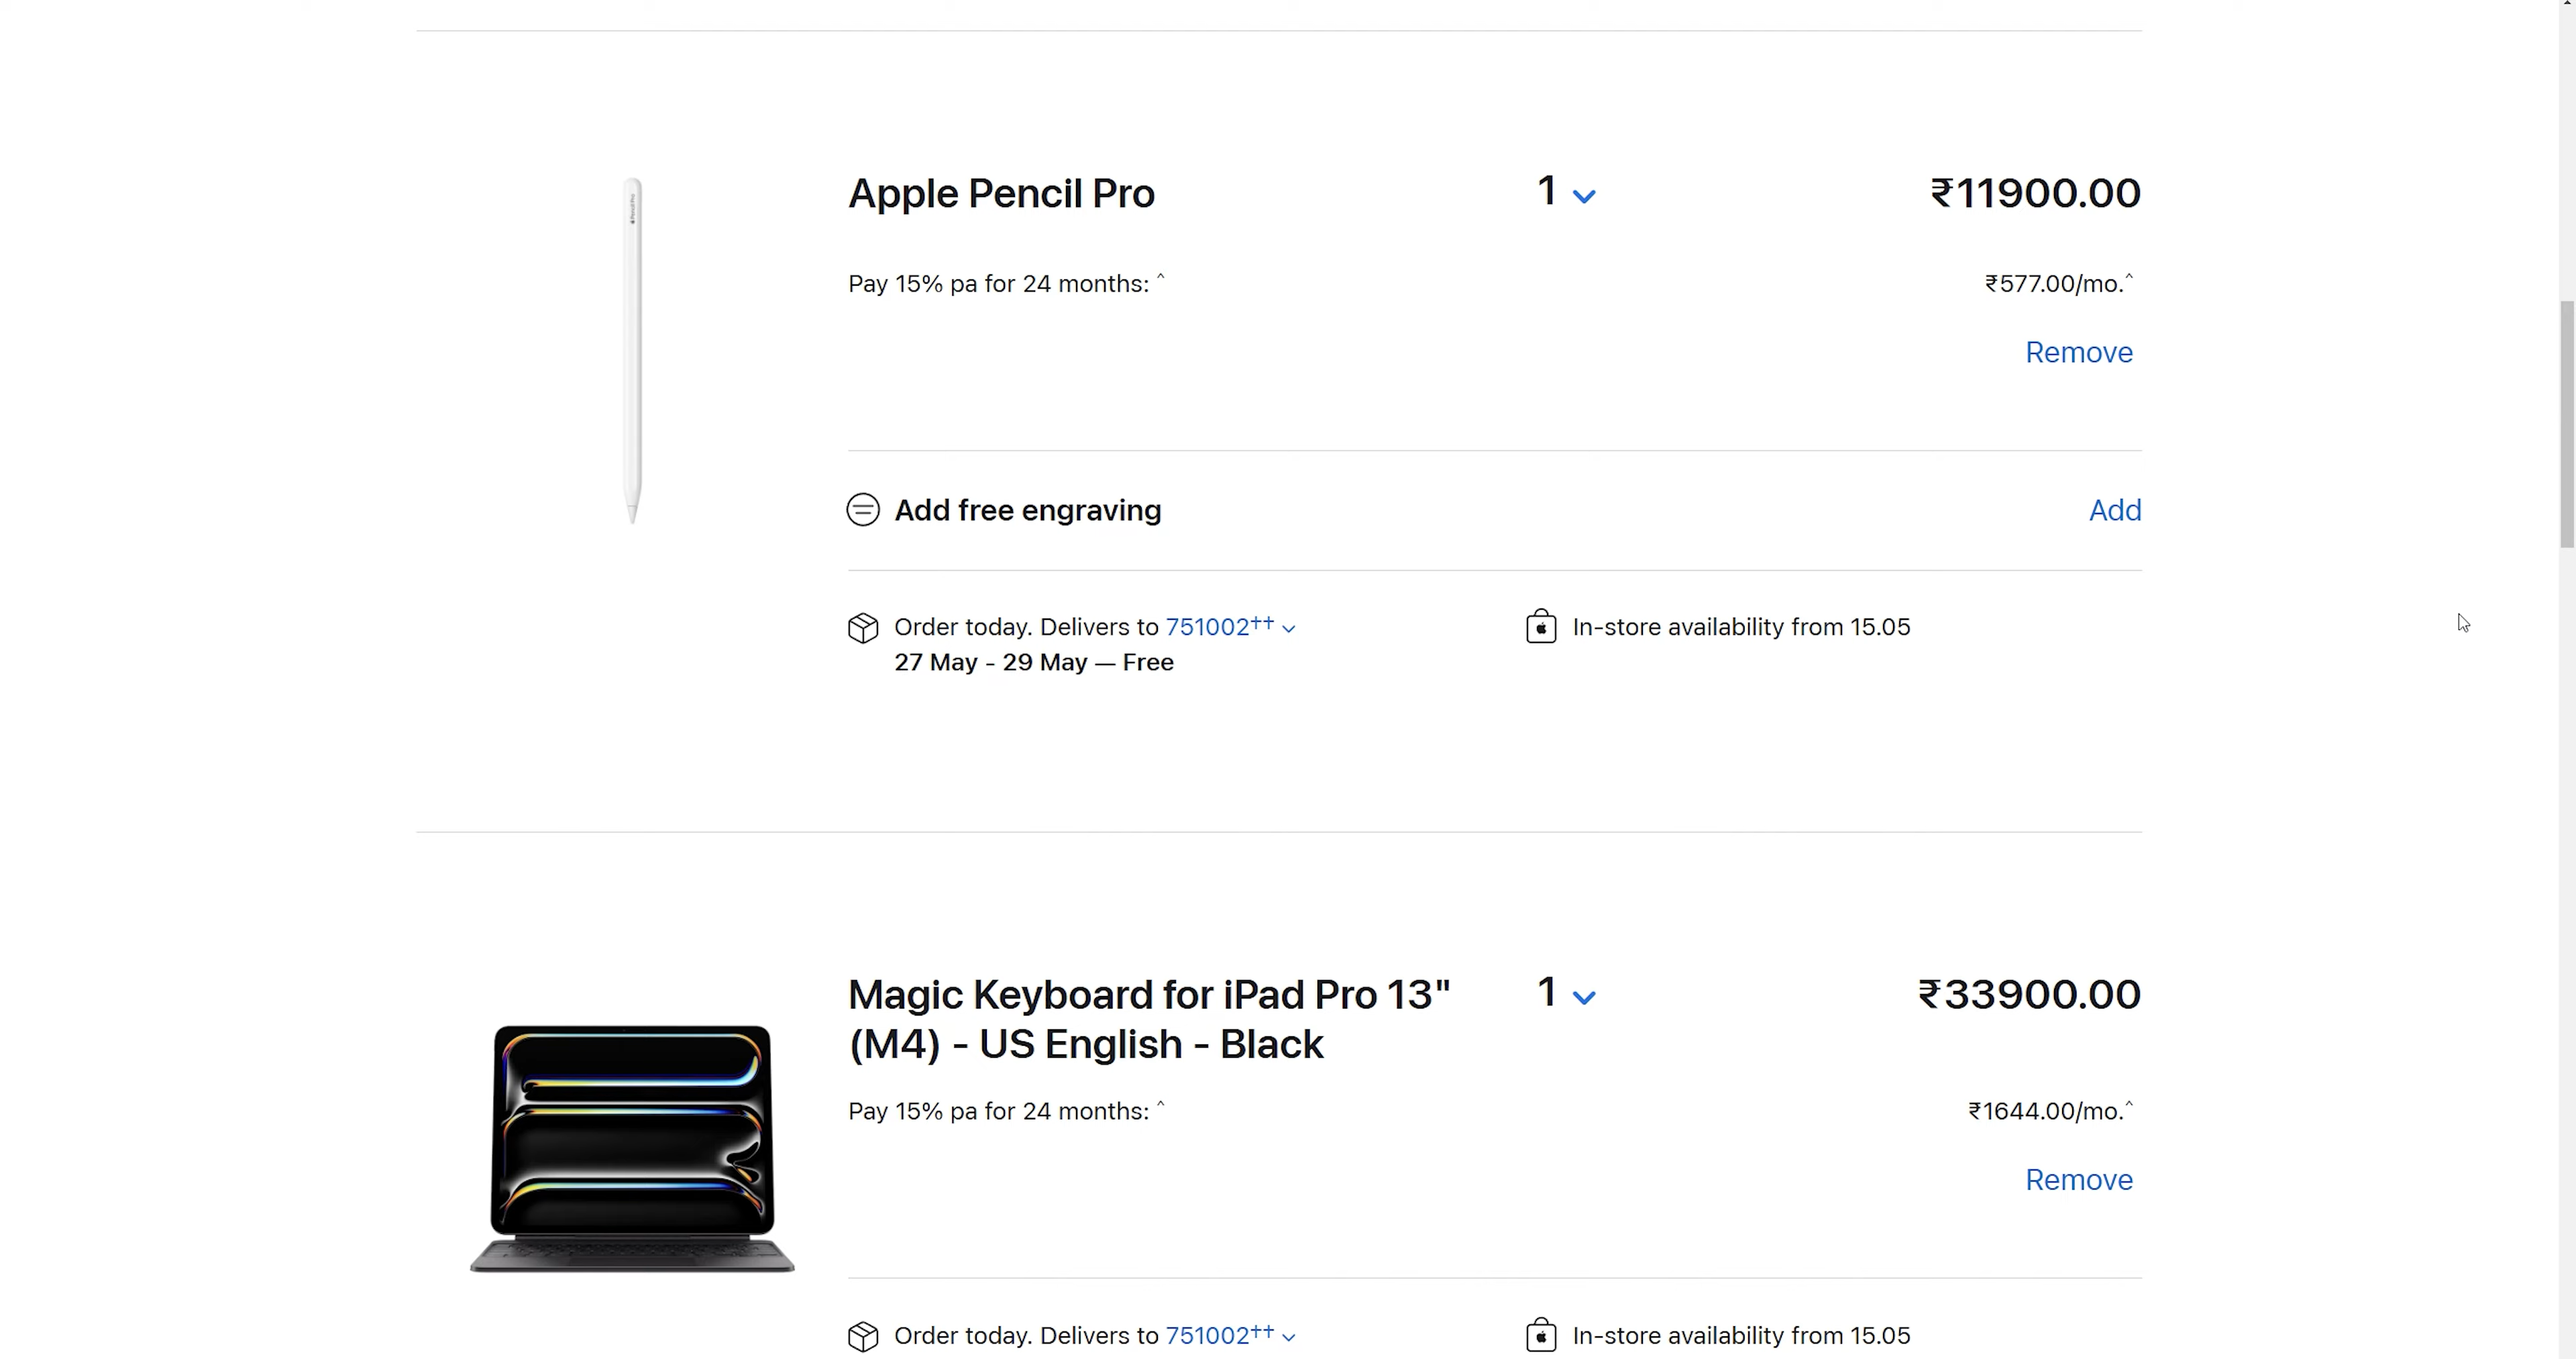 Apple Pencil Pro
1
₹11900.00
Pay 15% pa for 24 months: ^
₹577.00/mo.^
Remove
Add free engraving
Add
Order today. Delivers to 751002††
27 May - 29 May — Free
In-store availability from 15.05
Magic Keyboard for iPad Pro 13"
(M4) - US English - Black
1
₹33900.00
Pay 15% pa for 24 months: ^
₹1644.00/mo.^
Remove
Order today. Delivers to 751002††
In-store availability from 15.05